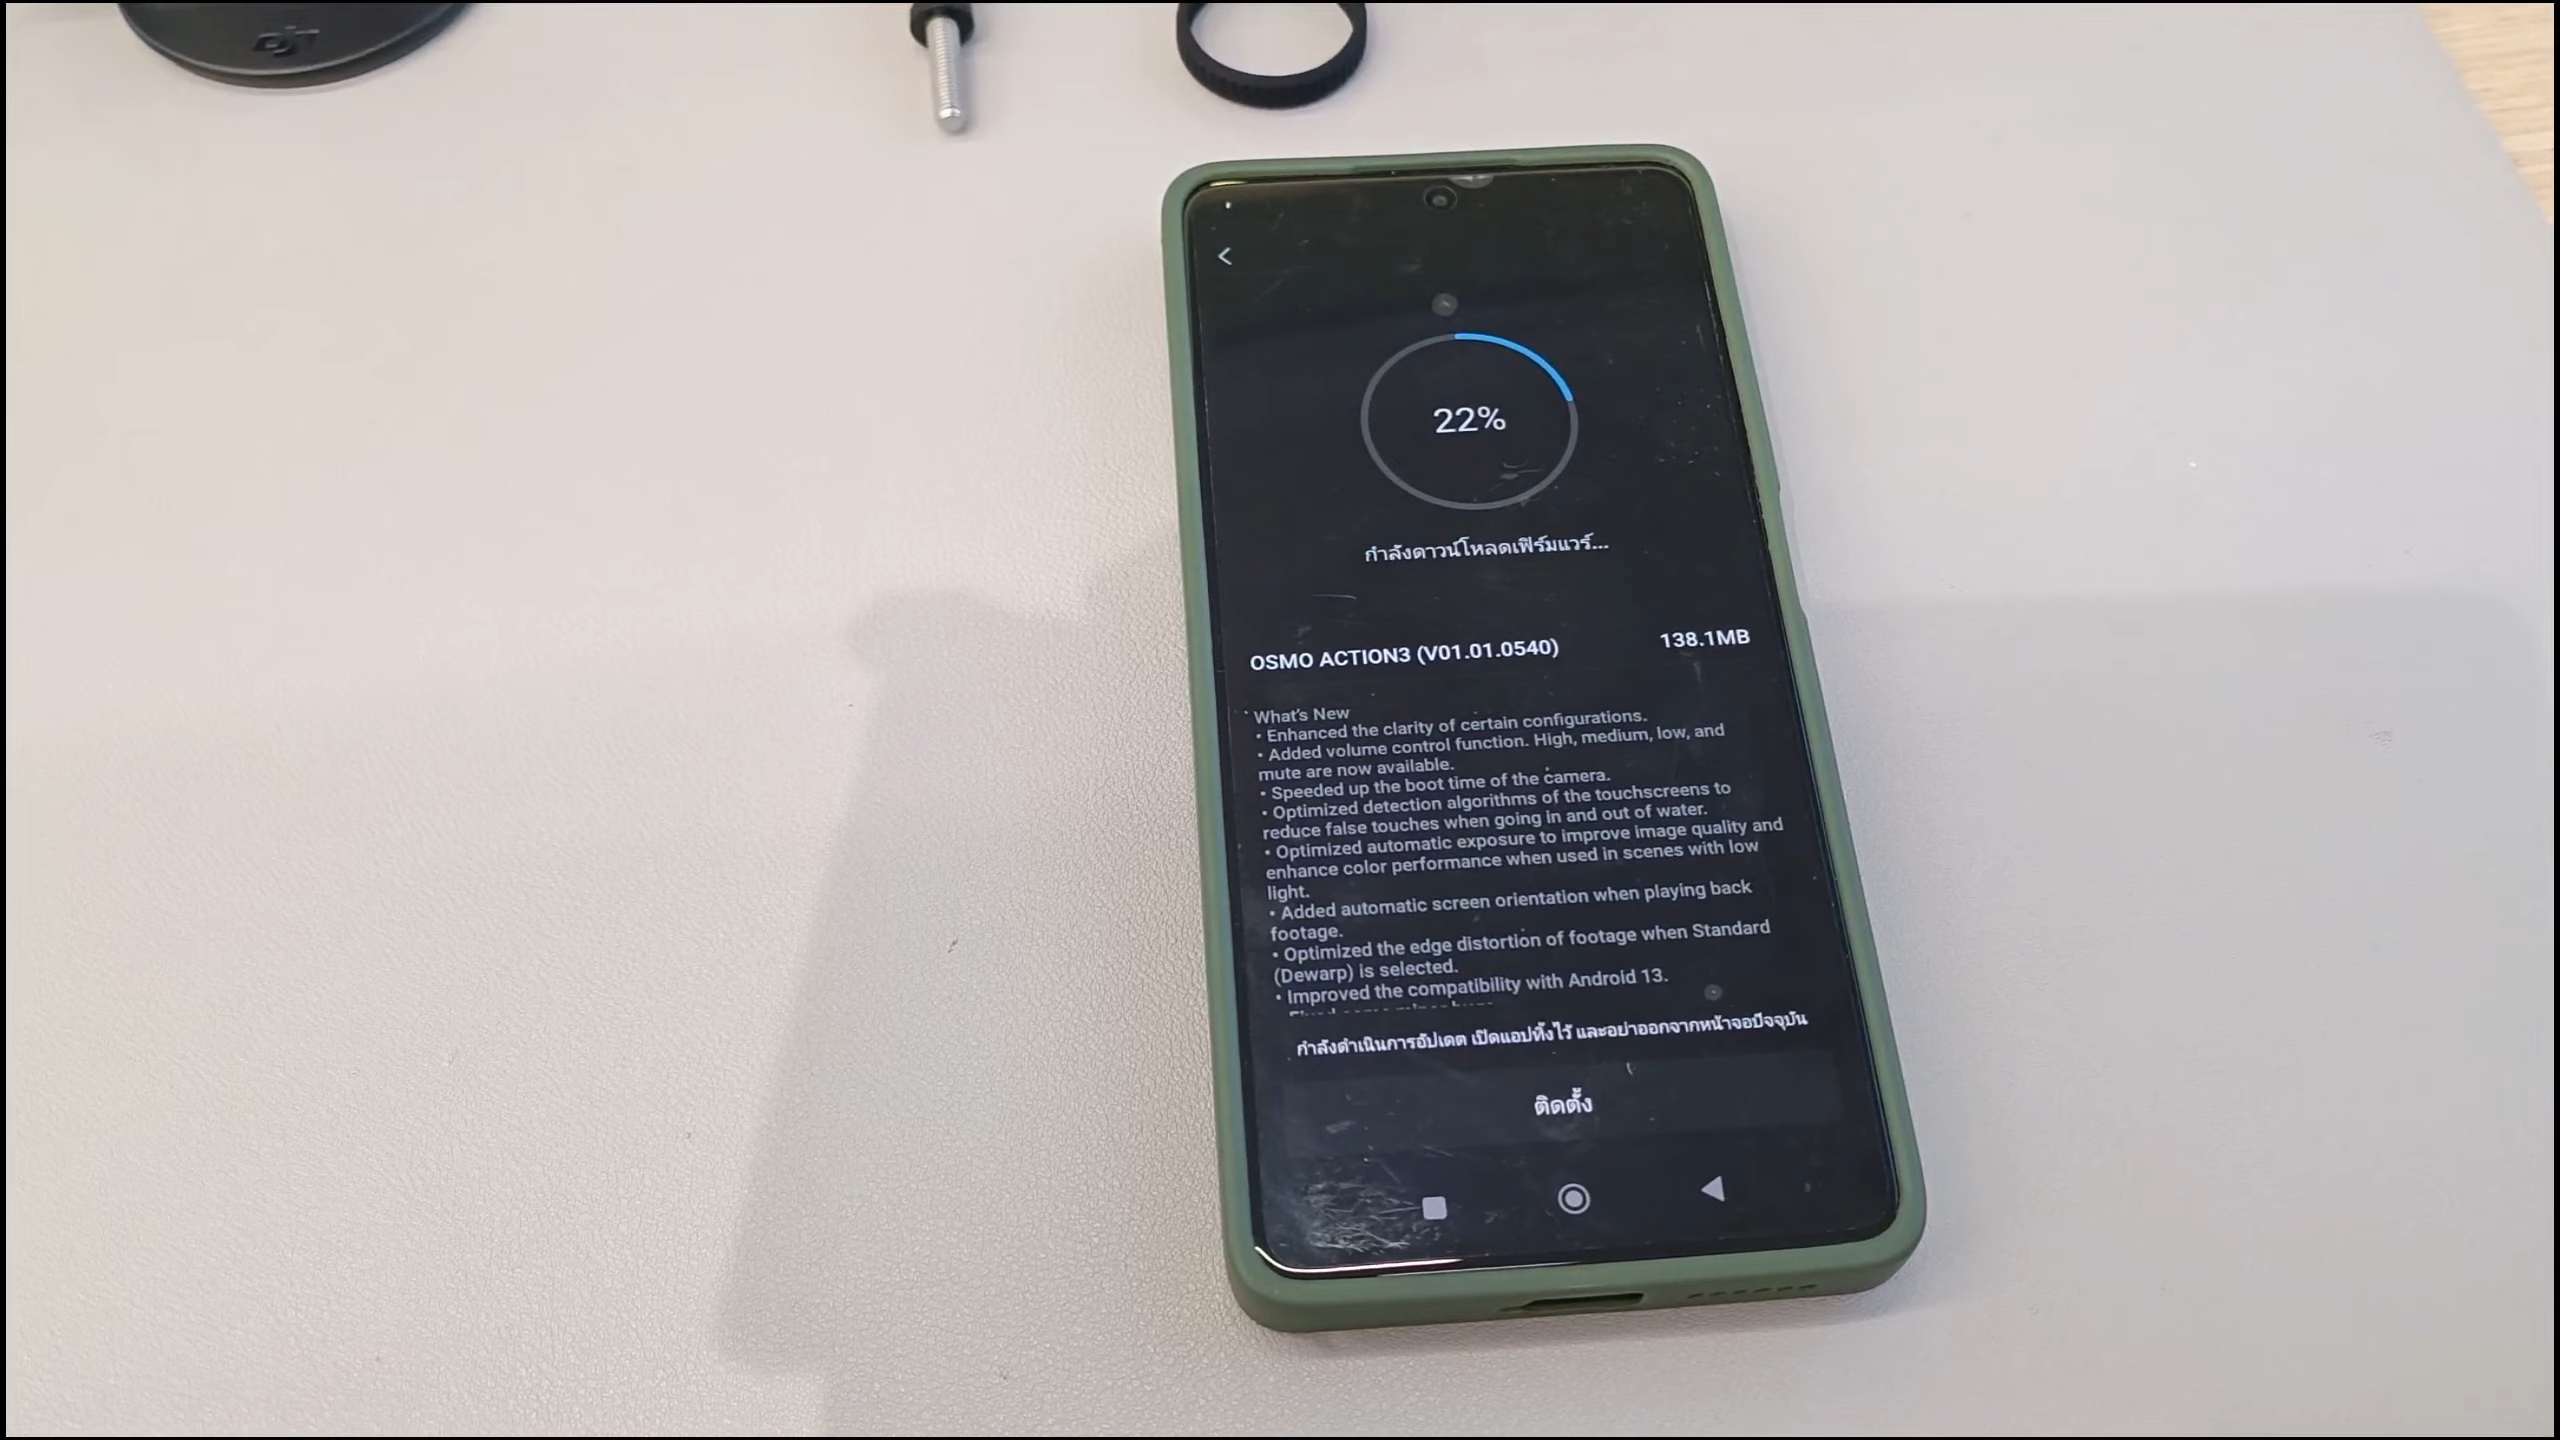 dji
22%
กำลังดาวน์โหลดเฟิร์มแวร์...
OSMO ACTION3 (V01.01.0540) 138.1MB
What's New
• Enhanced the clarity of certain configurations.
• Added volume control function. High, medium, low, and
mute are now available.
• Speeded up the boot time of the camera.
• Optimized detection algorithms of the touchscreens to
reduce false touches when going in and out of water.
• Optimized automatic exposure to improve image quality and
enhance color performance when used in scenes with low
light.
• Added automatic screen orientation when playing back
footage.
• Optimized the edge distortion of footage when Standard
(Dewarp) is selected.
• Improved the compatibility with Android 13.
กำลังดำเนินการอัปเดต เปิดแอปทิ้งไว้ และอย่าออกจากหน้าจอปัจจุบัน
ติดตั้ง